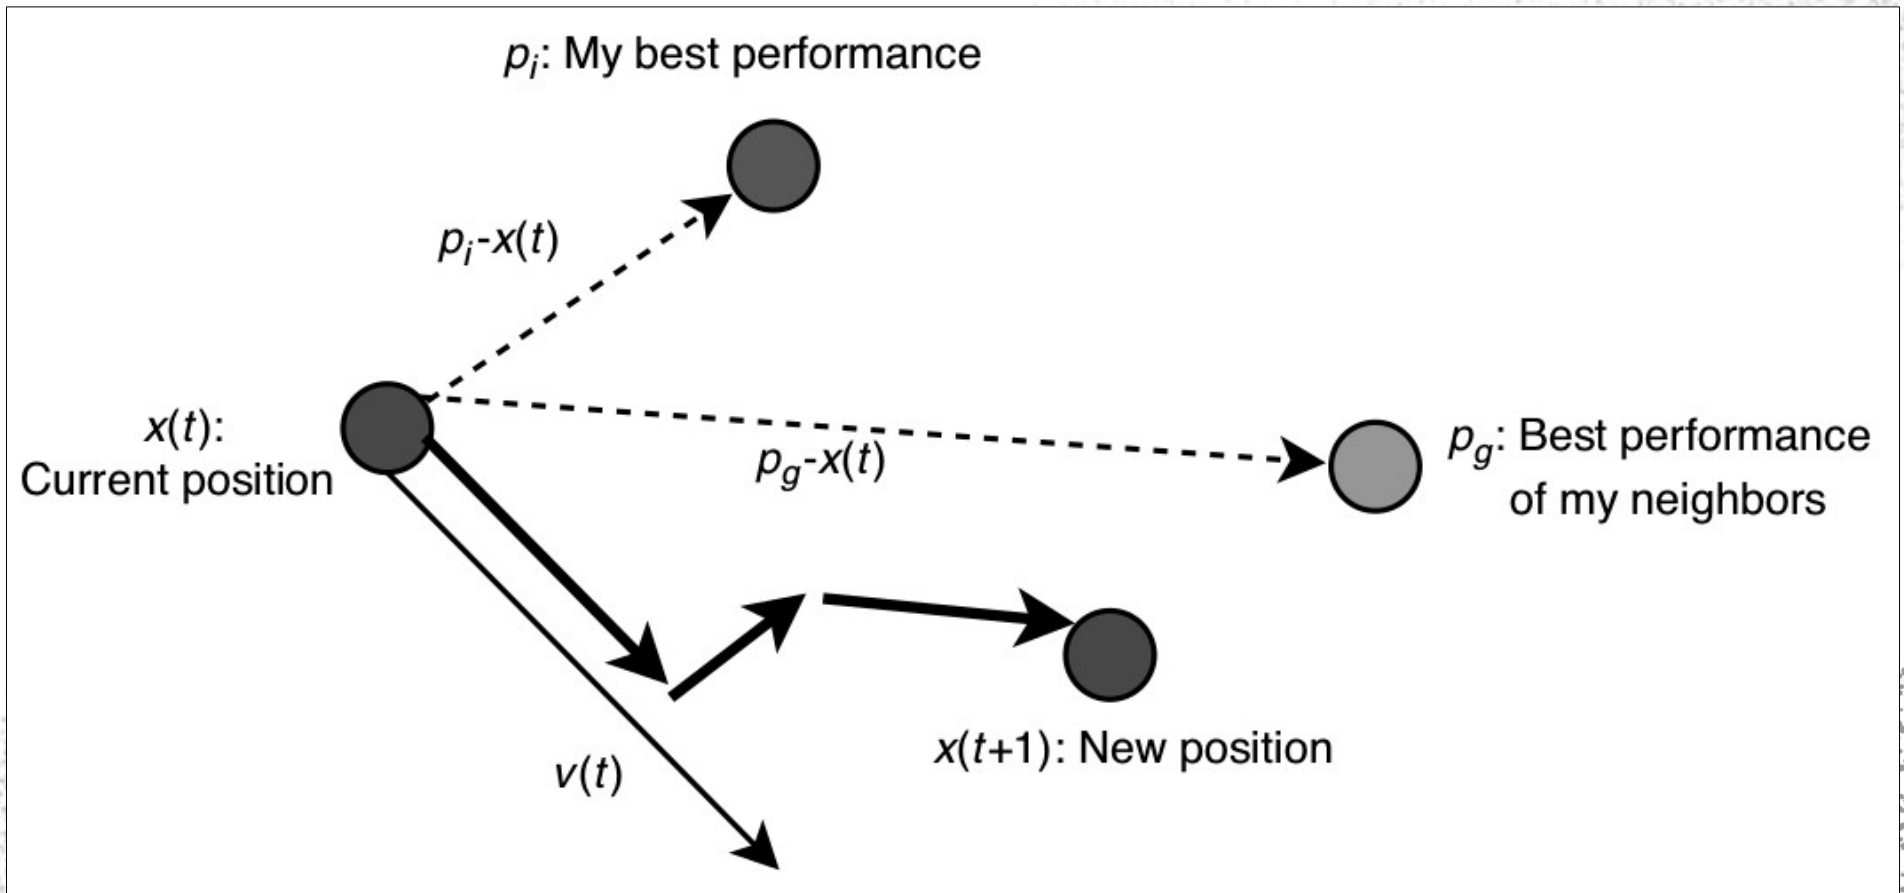 pi: My best performance
pi-x(t)
x(t):
Current position
pg-x(t)
pg: Best performance
of my neighbors
x(t+1): New position
v(t)